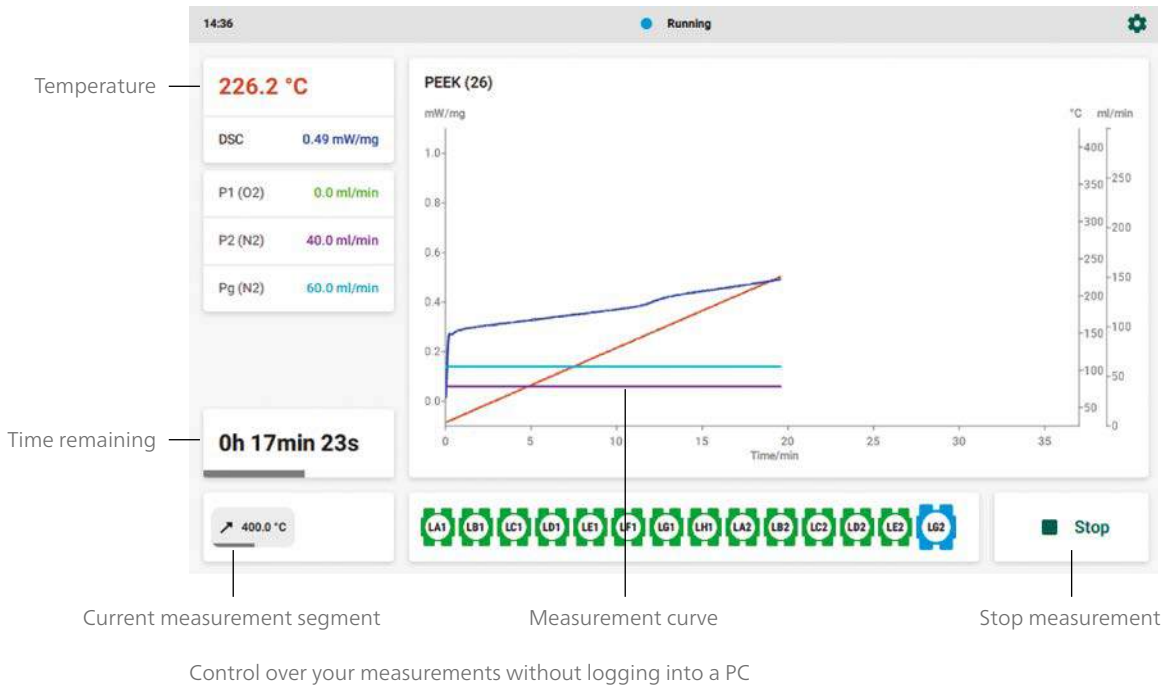 14:36
Running
Temperature
226.2 °C
DSC 0.49 mW/mg
P1 (O2) 0.0 ml/min
P2 (N2) 40.0 ml/min
Pg (N2) 60.0 ml/min
PEEK (26)
mW/mg
°C ml/min
1.0
0.8
0.6
0.4
0.2
0.0
400
350
300
250
200
150
100
50
250
200
150
100
50
0
0 5 10 15 20 25 30 35
Time/min
Time remaining
0h 17min 23s
400.0 °C
LA1 LB1 LC1 LD1 LE1 LF1 LG1 LH1 LA2 LB2 LC2 LD2 LE2 LG2
Stop
Current measurement segment
Measurement curve
Stop measurement
Control over your measurements without logging into a PC